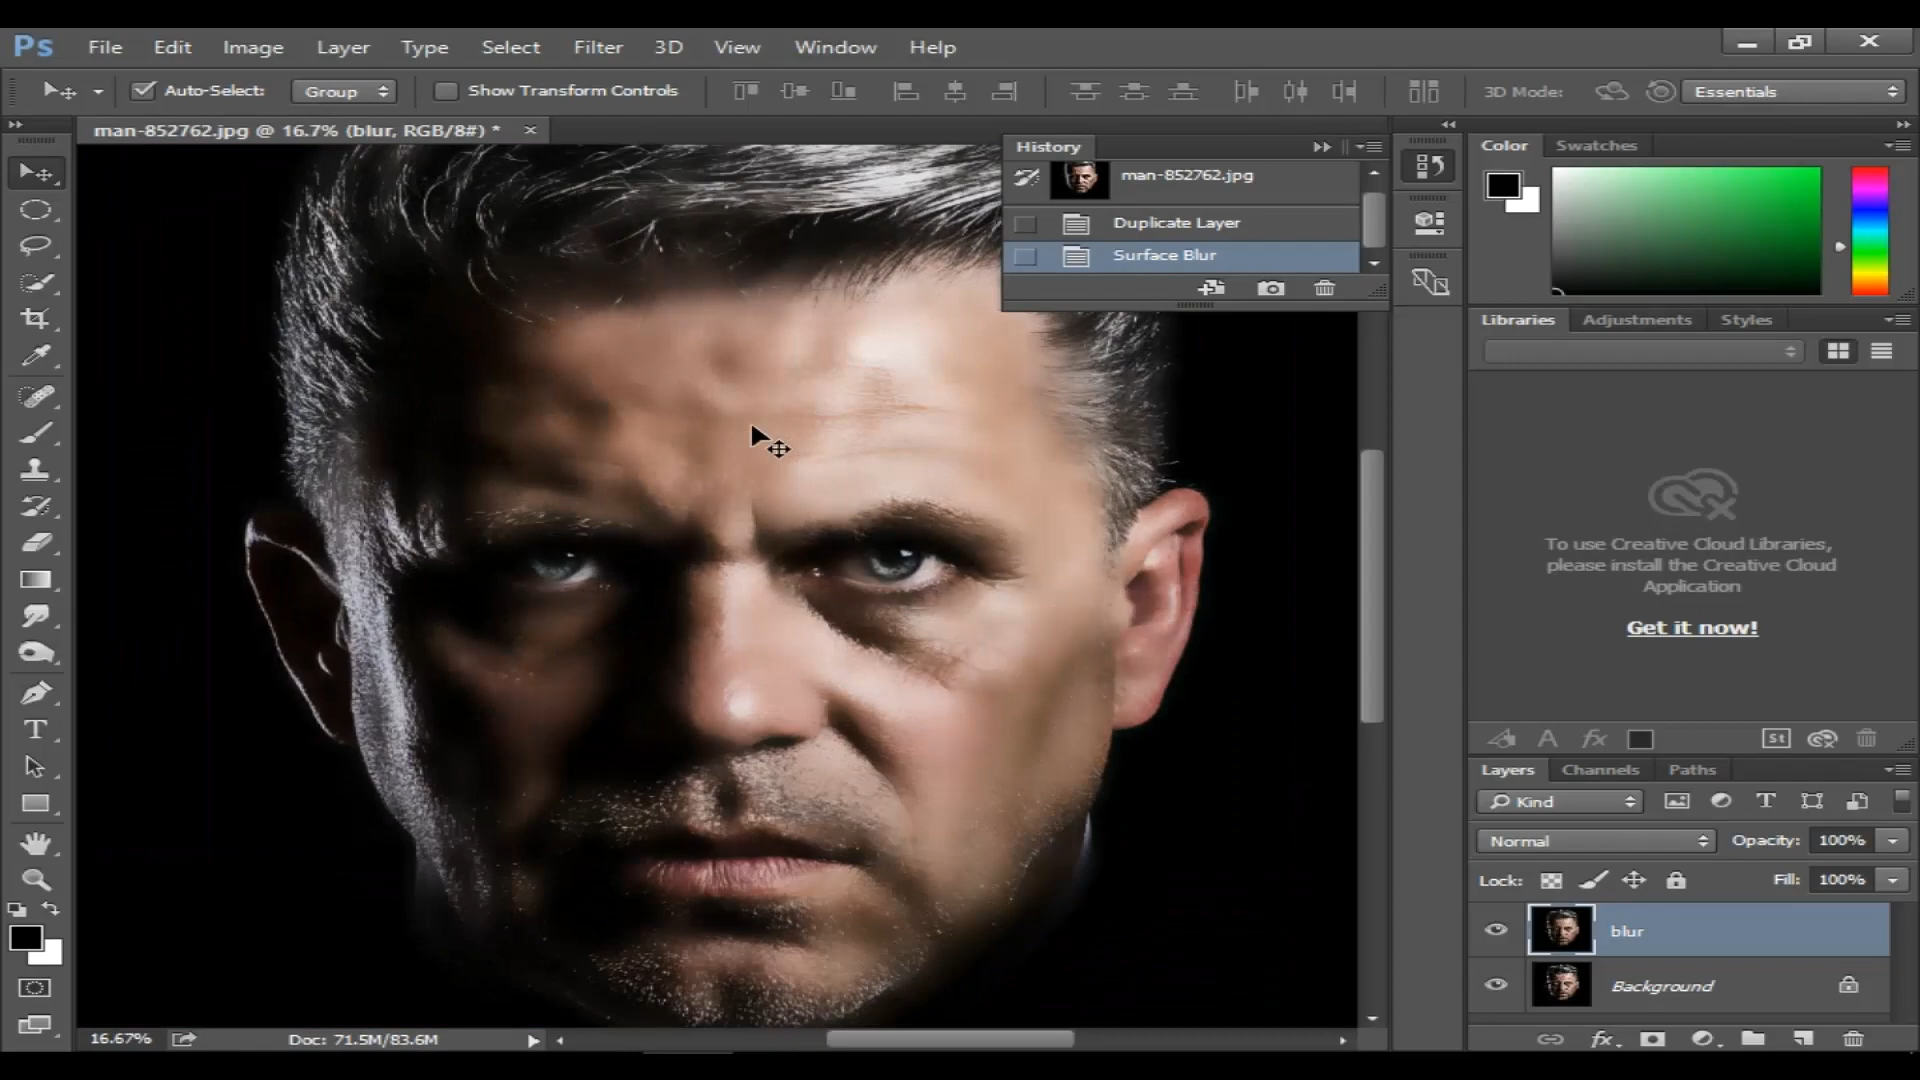 Ps File Edit Image Layer Type Select Filter 3D View Window Help
Auto-Select: Group Show Transform Controls 3D Mode: Essentials
man-852762.jpg @ 16.7% (blur, RGB/8#) *
History
man-852762.jpg
Duplicate Layer
Surface Blur
Color Swatches
Libraries Adjustments Styles
To use Creative Cloud Libraries,
please install the Creative Cloud
Application
Get it now!
St
Layers Channels Paths
Kind
Normal Opacity: 100%
Lock: Fill: 100%
blur
Background
16.67% Doc: 71.5M/83.6M